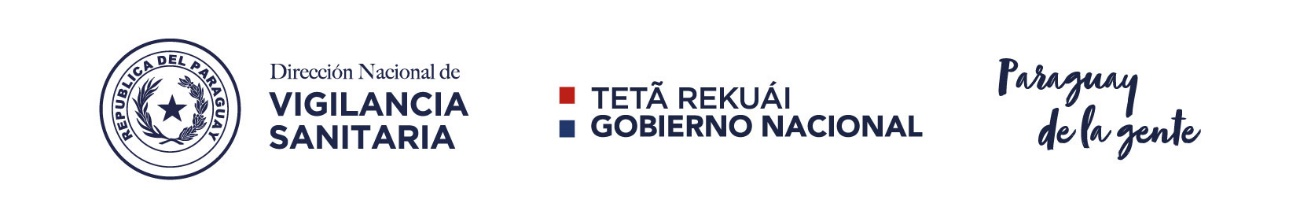 REPUBLICA DEL PARAGUAY
Dirección Nacional de
VIGILANCIA
SANITARIA
TETÃ REKUÁI
GOBIERNO NACIONAL
Paraguay
de la gente